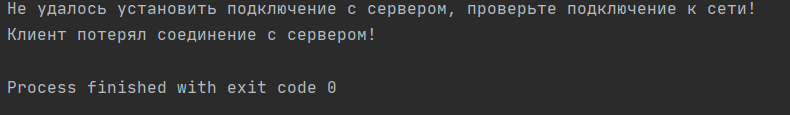 Не удалось установить подключение с сервером, проверьте подключение к сети!
Клиент потерял соединение с сервером!
Process finished with exit code 0